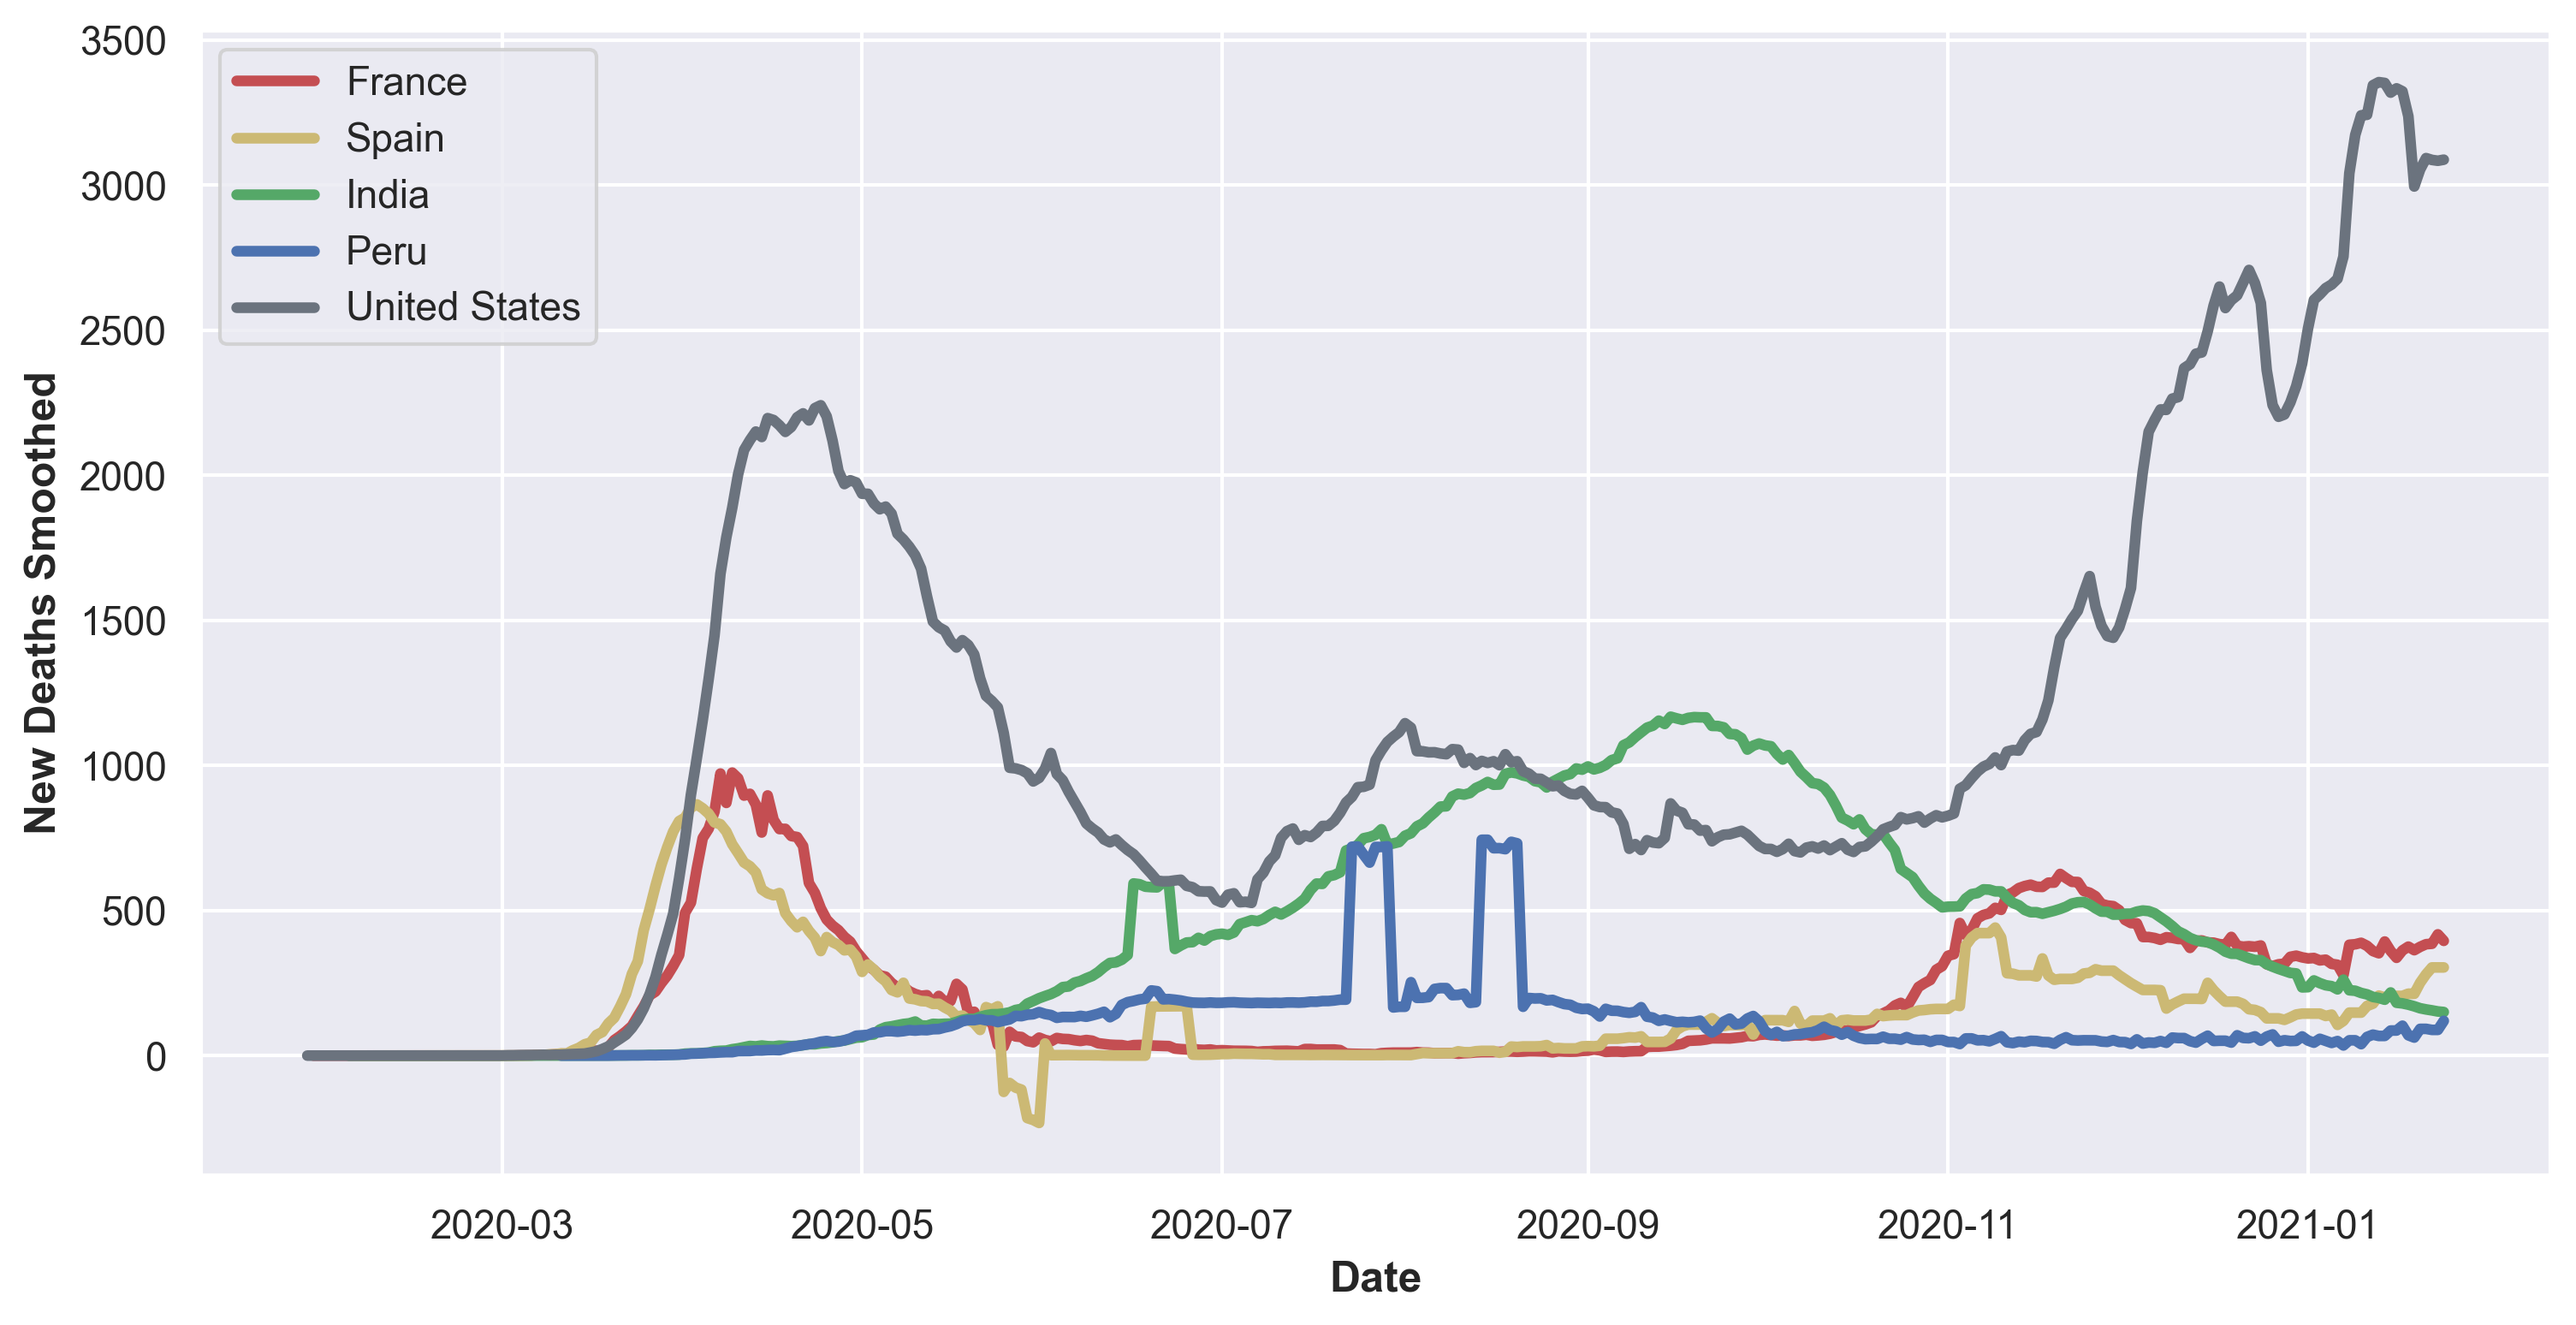 3500
3000
2500
2000
1500
1000
500
0
New Deaths Smoothed
France
Spain
India
Peru
United States
2020-03 2020-05 2020-07 2020-09 2020-11 2021-01
Date